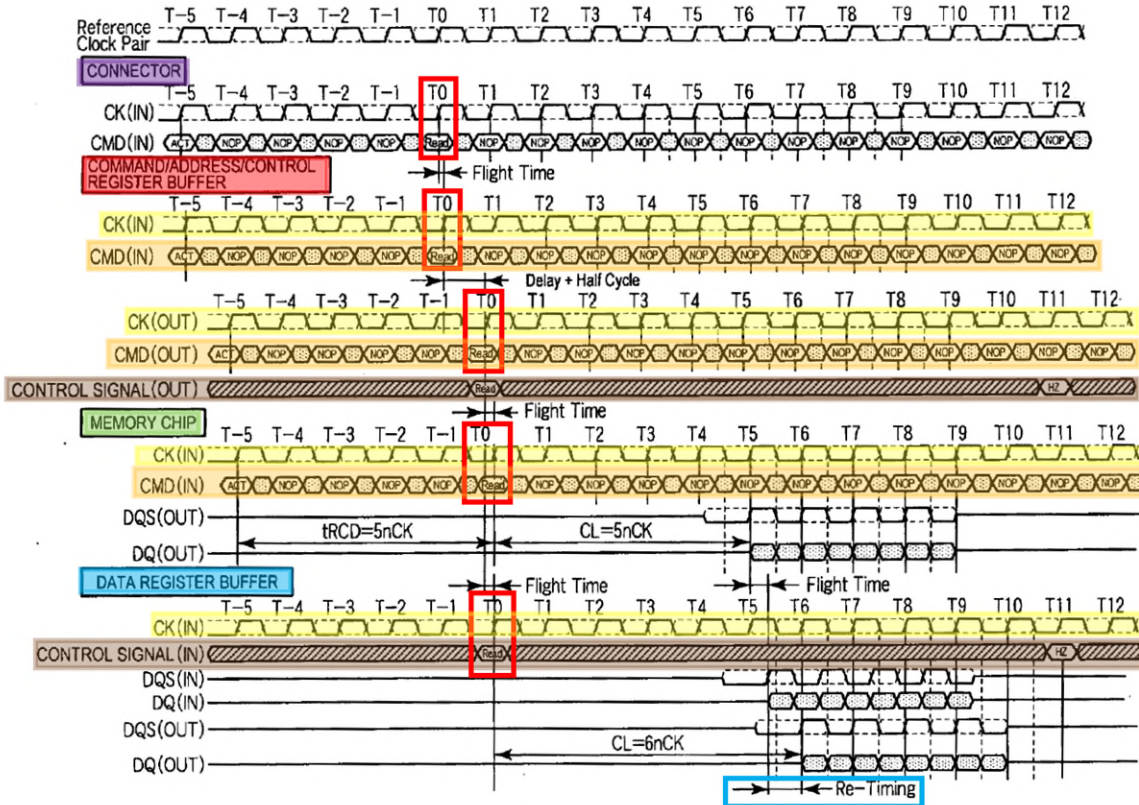 T-5 T-4 T-3 T-2 T-1 T0 T1 T2 T3 T4 T5 T6 T7 T8 T9 T10 T11 T12
Reference
Clock Pair
CONNECTOR
T-5 T-4 T-3 T-2 T-1 T0 T1 T2 T3 T4 T5 T6 T7 T8 T9 T10 T11 T12
CK(IN)
CMD(IN) ACT NOP NOP NOP NOP Read NOP NOP NOP NOP NOP NOP NOP NOP NOP NOP NOP NOP
COMMAND/ADDRESS/CONTROL
REGISTER BUFFER
Flight Time
T-5 T-4 T-3 T-2 T-1 T0 T1 T2 T3 T4 T5 T6 T7 T8 T9 T10 T11 T12
CK(IN)
CMD(IN) ACT NOP NOP NOP NOP Read NOP NOP NOP NOP NOP NOP NOP NOP NOP NOP NOP NOP
Delay + Half Cycle
T-5 T-4 T-3 T-2 T-1 T0 T1 T2 T3 T4 T5 T6 T7 T8 T9 T10 T11 T12
CK(OUT)
CMD(OUT) ACT NOP NOP NOP NOP Read NOP NOP NOP NOP NOP NOP NOP NOP NOP NOP NOP NOP
CONTROL SIGNAL(OUT) Read HZ
Flight Time
MEMORY CHIP
T-5 T-4 T-3 T-2 T-1 T0 T1 T2 T3 T4 T5 T6 T7 T8 T9 T10 T11 T12
CK(IN)
CMD(IN) ACT NOP NOP NOP NOP Read NOP NOP NOP NOP NOP NOP NOP NOP NOP NOP NOP NOP
DQS(OUT)
tRCD=5nCK CL=5nCK
DQ(OUT)
DATA REGISTER BUFFER Flight Time Flight Time
T-5 T-4 T-3 T-2 T-1 T0 T1 T2 T3 T4 T5 T6 T7 T8 T9 T10 T11 T12
CK(IN)
CONTROL SIGNAL(IN) Read HZ
DQS(IN)
DQ(IN)
DQS(OUT)
CL=6nCK
DQ(OUT)
Re-Timing